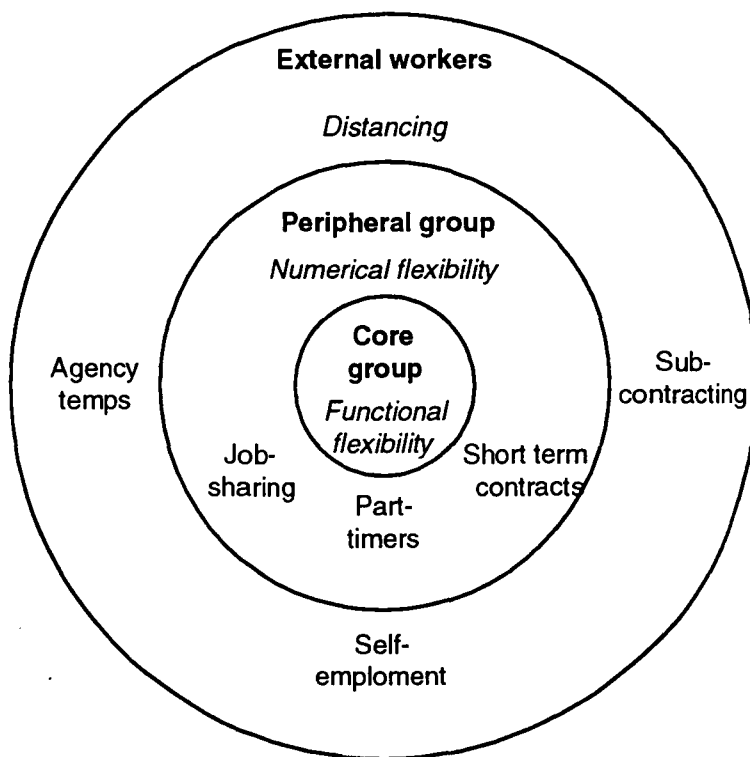 External workers
Distancing
Peripheral group
Numerical flexibility
Core
group
Functional
flexibility
Agency
temps
Sub-
contracting
Job-
sharing
Part-
timers
Short term
contracts
Self-
emploment